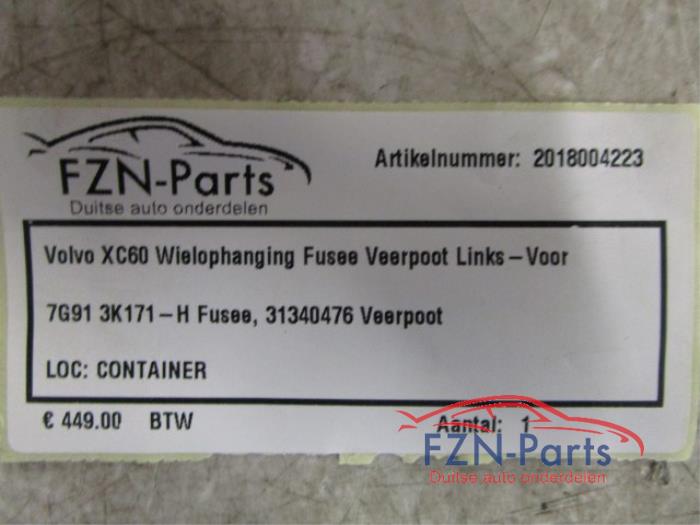 FZN-Parts
Duitse auto onderdelen
Artikelnummer: 2018004223
Volvo XC60 Wielophanging Fusee Veerpoot Links-Voor
7G91 3K171-H Fusee, 31340476 Veerpoot
LOC: CONTAINER
€ 449.00 BTW
Aantal: 1
FZN-Parts
Duitse auto onderdelen